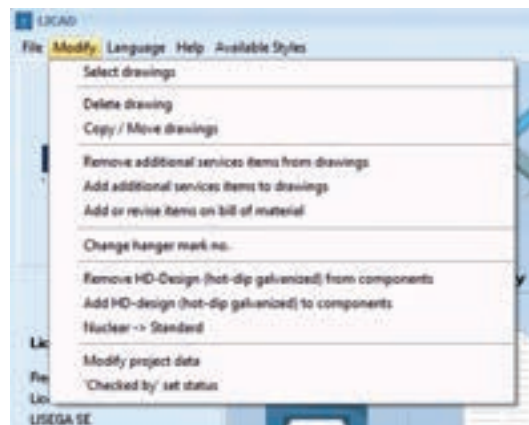 LICAD
File Modify Language Help Available Styles
Select drawings
Delete drawing
Copy / Move drawings
Remove additional services items from drawings
Add additional services items to drawings
Add or revise items on bill of material
Change hanger mark no.
Remove HD-Design (hot-dip galvanized) from components
Add HD-design (hot-dip galvanized) to components
Nuclear -> Standard
Modify project data
'Checked by' set status
LISEGA SE